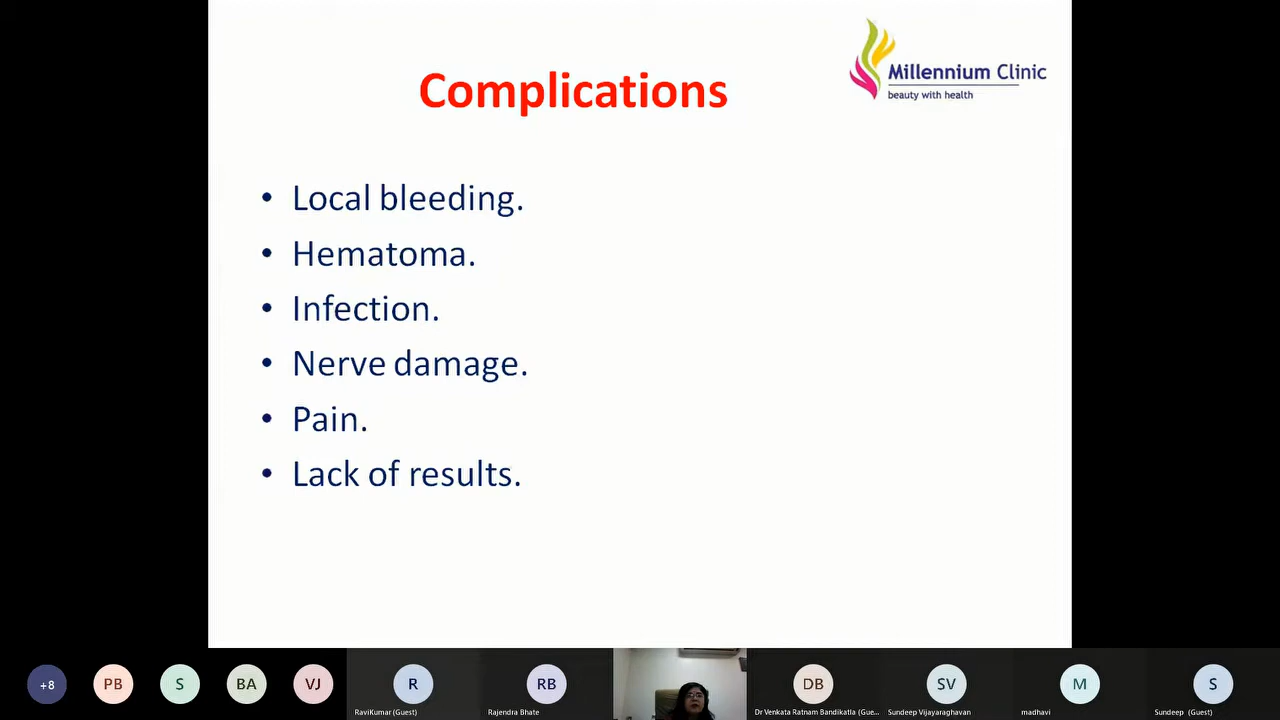 Complications
Millennium Clinic
beauty with health
• Local bleeding.
• Hematoma.
• Infection.
• Nerve damage.
• Pain.
• Lack of results.
+8
PB
S
BA
VJ
R
RaviKumar (Guest)
RB
Rajendra Bhate
DB
Dr Venkata Ratnam Bandikatla (Gue...
SV
Sundeep Vijayaraghavan
M
madhavi
S
Sundeep (Guest)